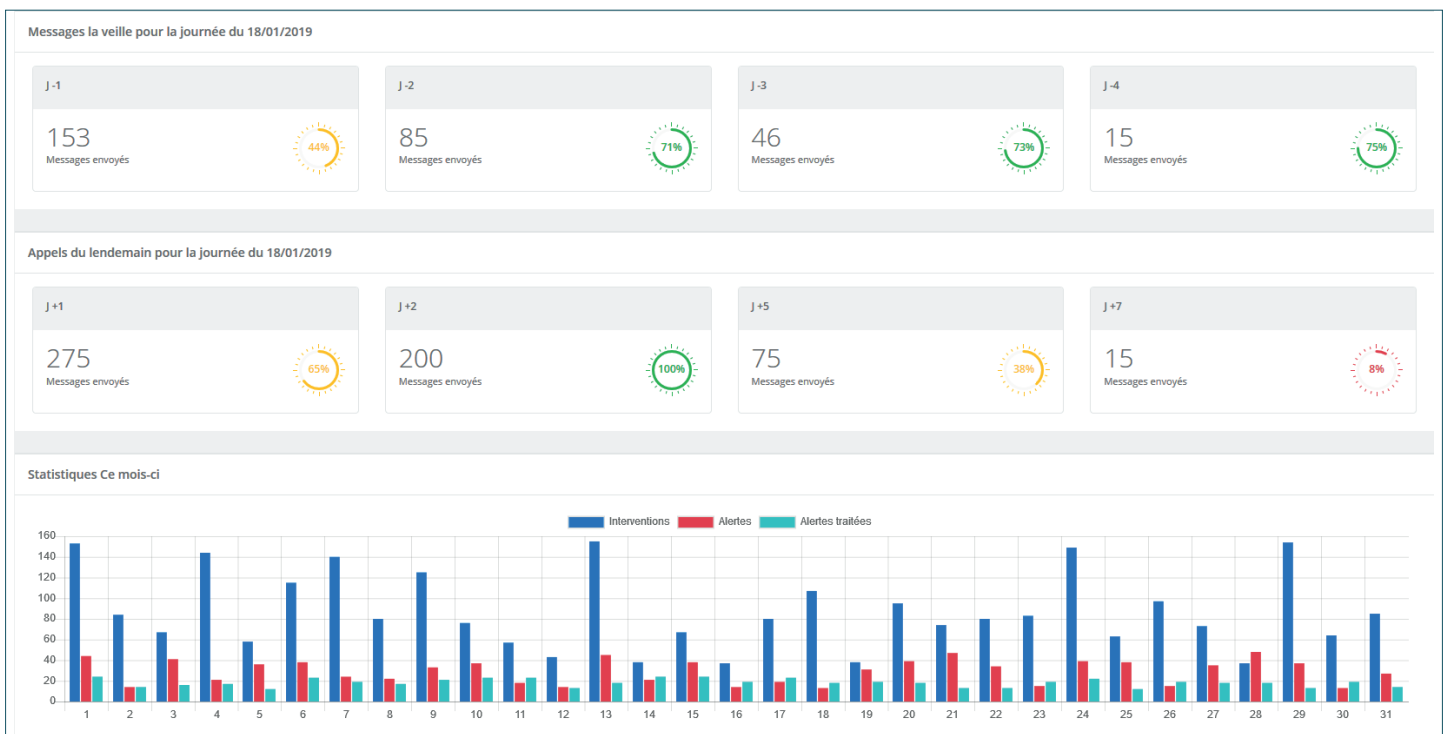 Messages la veille pour la journée du 18/01/2019
J -1
J -2
J -3
J -4
153
Messages envoyés
44%
85
Messages envoyés
71%
46
Messages envoyés
73%
15
Messages envoyés
75%
Appels du lendemain pour la journée du 18/01/2019
J +1
J +2
J +5
J +7
275
Messages envoyés
65%
200
Messages envoyés
100%
75
Messages envoyés
38%
15
Messages envoyés
8%
Statistiques Ce mois-ci
Interventions Alertes Alertes traitées
160
140
120
100
80
60
40
20
0
1 2 3 4 5 6 7 8 9 10 11 12 13 14 15 16 17 18 19 20 21 22 23 24 25 26 27 28 29 30 31